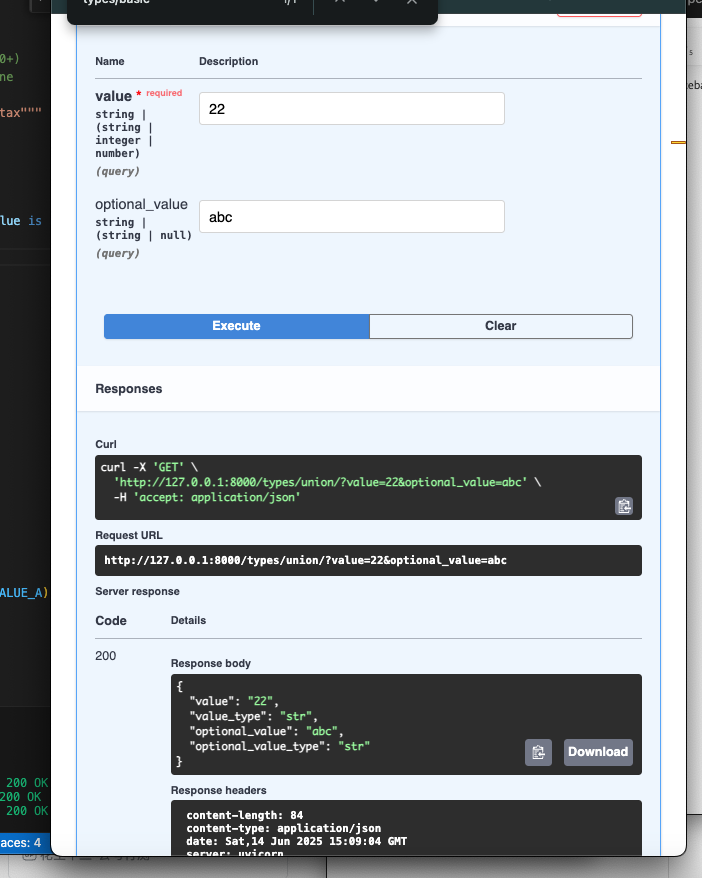 types/basic
1/1
0+)
ne
tax"""
lue is
ALUE_A)
200 OK
200 OK
200 OK
aces: 4
Name Description
value * required
string |
(string |
integer |
number)
(query)
22
optional_value
string |
(string | null)
(query)
abc
Execute Clear
Responses
Curl
curl -X 'GET' \
'http://127.0.0.1:8000/types/union/?value=22&optional_value=abc' \
-H 'accept: application/json'
Request URL
http://127.0.0.1:8000/types/union/?value=22&optional_value=abc
Server response
Code Details
200
Response body
{
"value": "22",
"value_type": "str",
"optional_value": "abc",
"optional_value_type": "str"
}
Download
Response headers
content-length: 84
content-type: application/json
date: Sat,14 Jun 2025 15:09:04 GMT
server: uvicorn